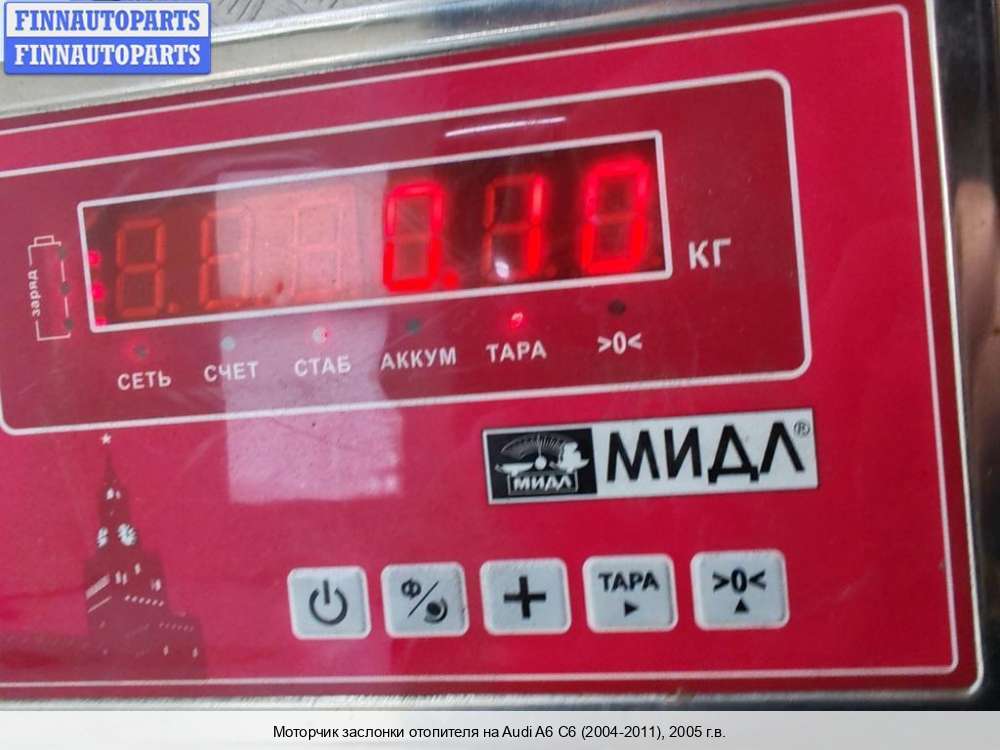 FINNAUTOPARTS
FINNAUTOPARTS
заряд
0.10 КГ
СЕТЬ СЧЕТ СТАБ АККУМ ТАРА >0<
МИДЛ МИДЛ®
Ф/ + ТАРА >0<
Моторчик заслонки отопителя на Audi A6 C6 (2004-2011), 2005 г.в.